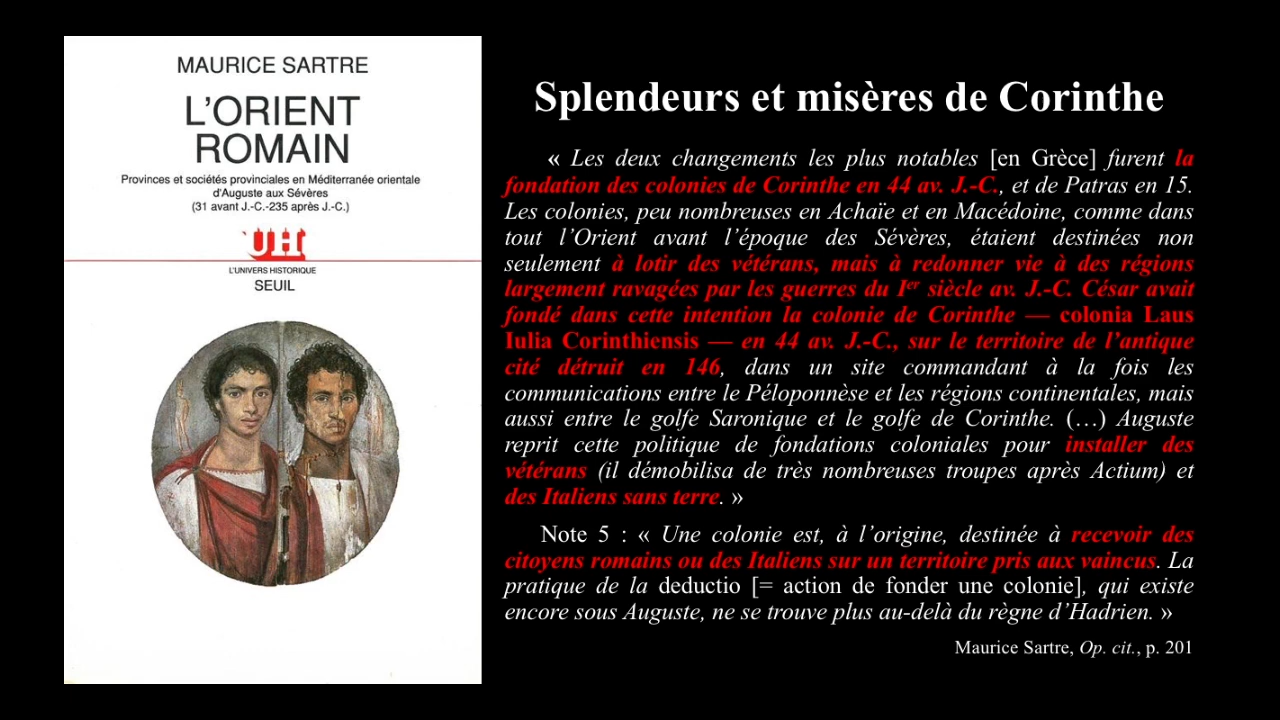 MAURICE SARTRE
L'ORIENT
ROMAIN
Provinces et sociétés provinciales en Méditerranée orientale
d'Auguste aux Sévères
(31 avant J.-C.-235 après J.-C.)
UH
L'UNIVERS HISTORIQUE
SEUIL
Splendeurs et misères de Corinthe
« Les deux changements les plus notables [en Grèce] furent la
fondation des colonies de Corinthe en 44 av. J.-C., et de Patras en 15.
Les colonies, peu nombreuses en Achaïe et en Macédoine, comme dans
tout l’Orient avant l’époque des Sévères, étaient destinées non
seulement à lotir des vétérans, mais à redonner vie à des régions
largement ravagées par les guerres du Ier siècle av. J.-C. César avait
fondé dans cette intention la colonie de Corinthe — colonia Laus
Iulia Corinthiensis — en 44 av. J.-C., sur le territoire de l’antique
cité détruit en 146, dans un site commandant à la fois les
communications entre le Péloponnèse et les régions continentales, mais
aussi entre le golfe Saronique et le golfe de Corinthe. (…) Auguste
reprit cette politique de fondations coloniales pour installer des
vétérans (il démobilisa de très nombreuses troupes après Actium) et
des Italiens sans terre. »
Note 5 : « Une colonie est, à l’origine, destinée à recevoir des
citoyens romains ou des Italiens sur un territoire pris aux vaincus. La
pratique de la deductio [= action de fonder une colonie], qui existe
encore sous Auguste, ne se trouve plus au-delà du règne d’Hadrien. »
Maurice Sartre, Op. cit., p. 201